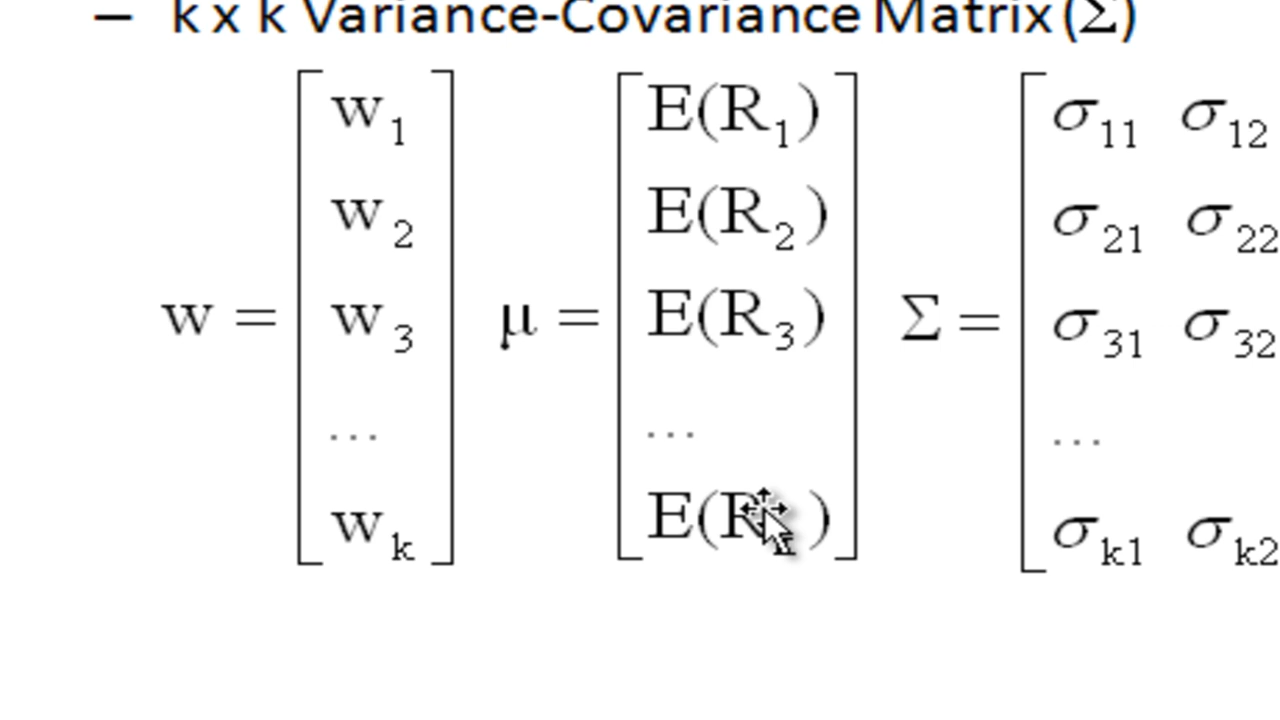 – k x k Variance-Covariance Matrix (Σ)
w₁ E(R₁) σ₁₁ σ₁₂
w₂ E(R₂) σ₂₁ σ₂₂
w = w₃ μ = E(R₃) Σ = σ₃₁ σ₃₂
... ... ...
wₖ E(R ) σₖ₁ σₖ₂